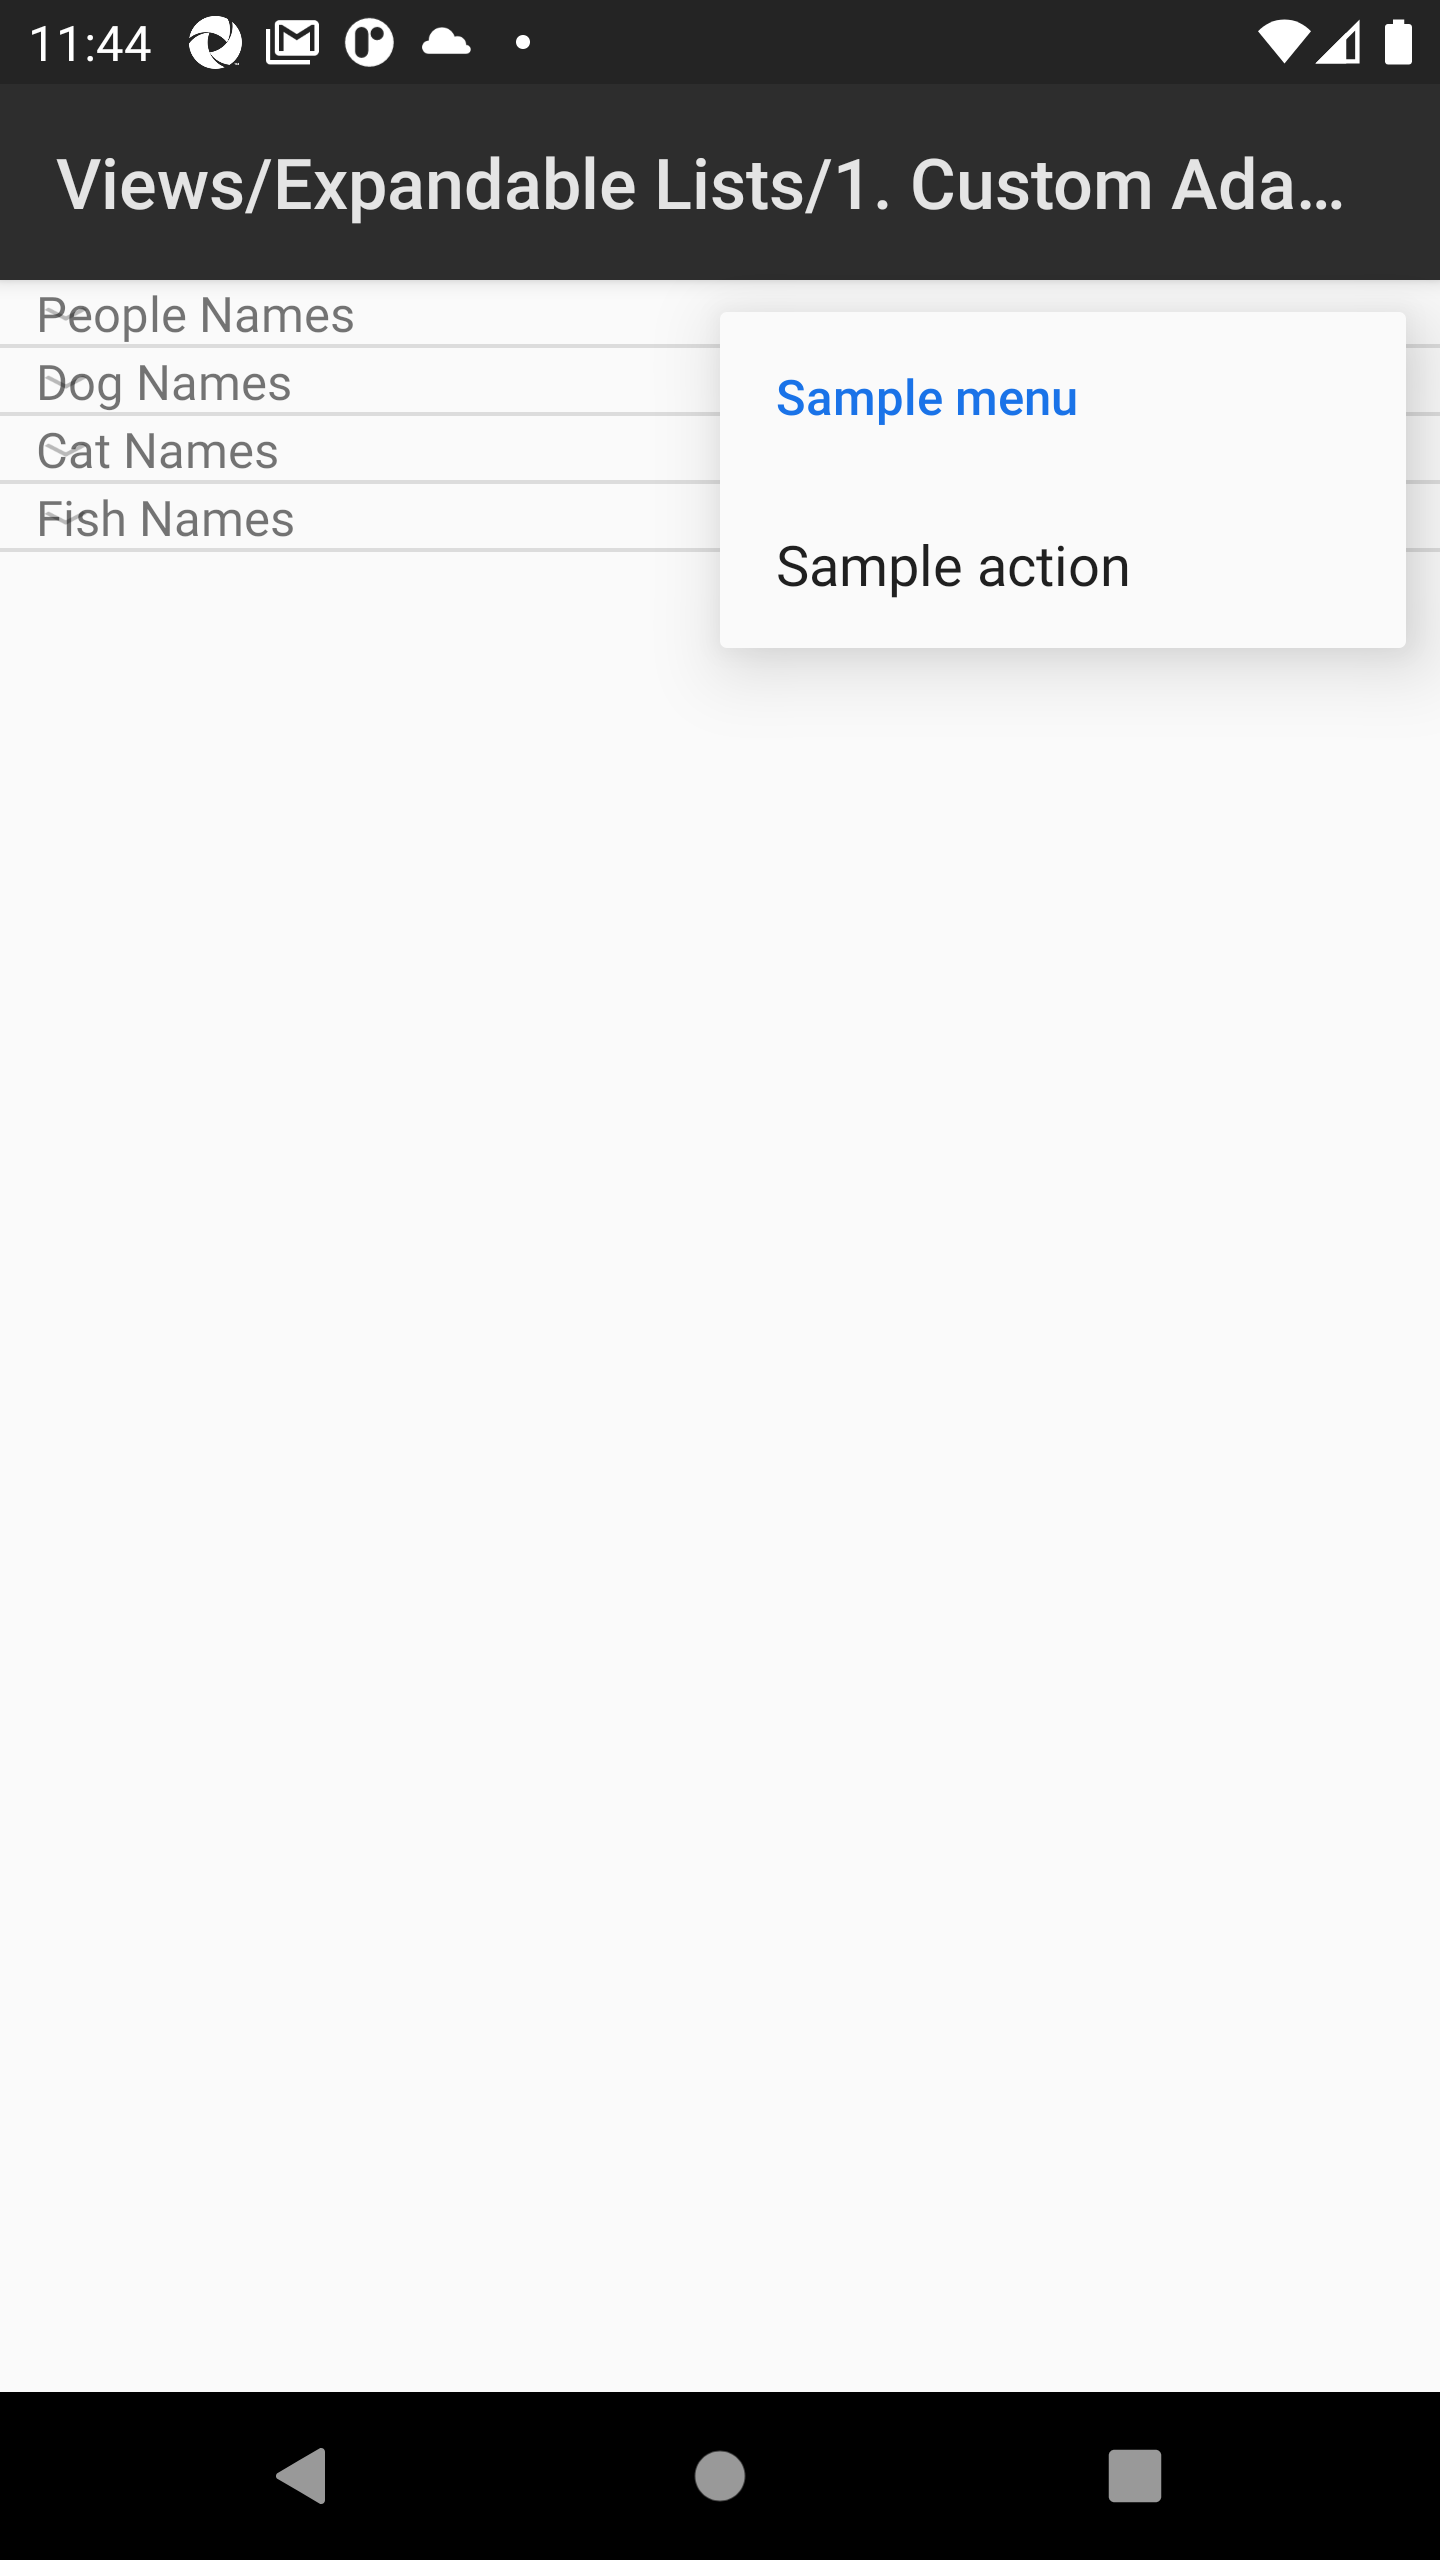 11:44
Views/Expandable Lists/1. Custom Ada…
People Names
Dog Names
Cat Names
Fish Names
Sample menu
Sample action